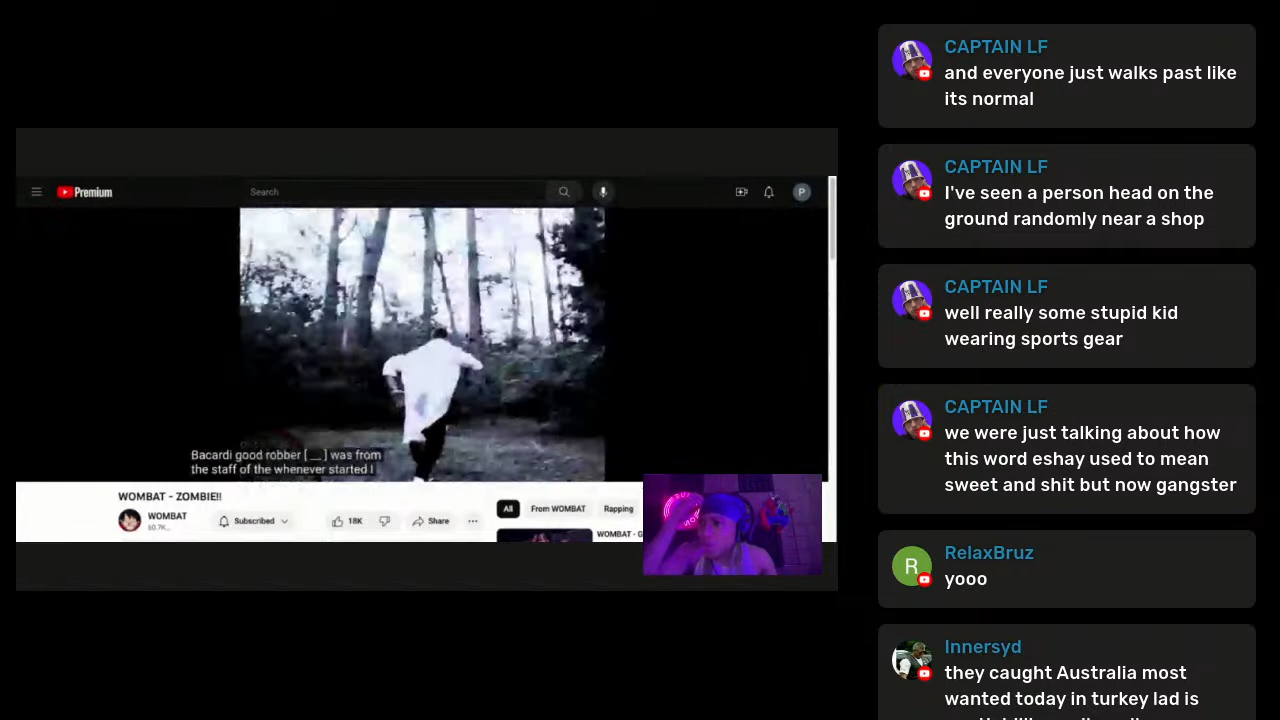 Premium
Search
P
Bacardi good robber [ __ ] was from
the staff of the whenever started I
WOMBAT - ZOMBIE!!
WOMBAT
60.7K...
Subscribed
18K
Share
All
From WOMBAT
Rapping
WOMBAT - G
CAPTAIN LF
and everyone just walks past like
its normal
CAPTAIN LF
I've seen a person head on the
ground randomly near a shop
CAPTAIN LF
well really some stupid kid
wearing sports gear
CAPTAIN LF
we were just talking about how
this word eshay used to mean
sweet and shit but now gangster
R
RelaxBruz
yooo
Innersyd
they caught Australia most
wanted today in turkey lad is